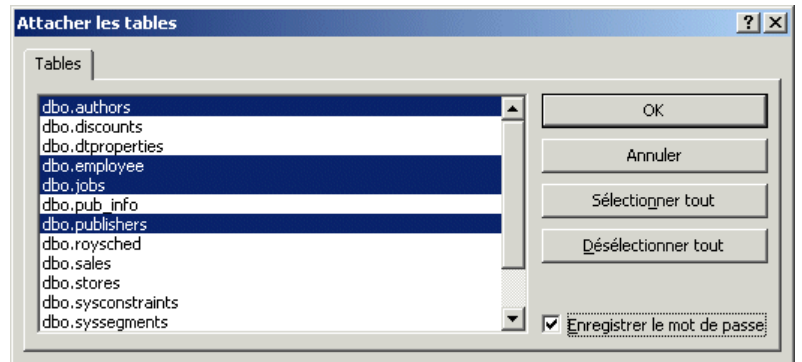 Attacher les tables
Tables
dbo.authors
dbo.discounts
dbo.dtproperties
dbo.employee
dbo.jobs
dbo.pub_info
dbo.publishers
dbo.roysched
dbo.sales
dbo.stores
dbo.sysconstraints
dbo.syssegments
OK
Annuler
Sélectionner tout
Désélectionner tout
Enregistrer le mot de passe